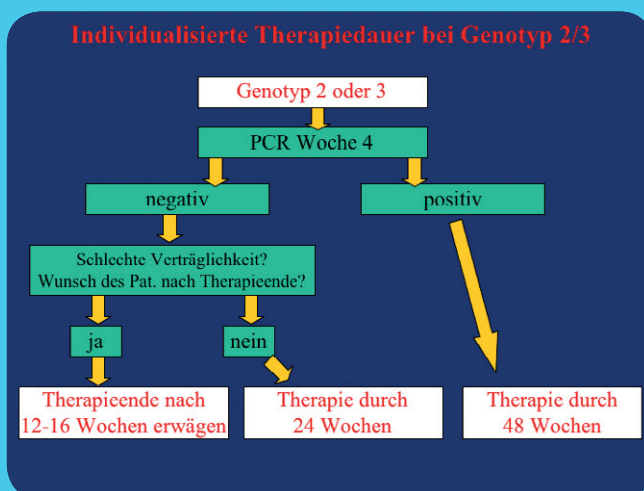 Individualisierte Therapiedauer bei Genotyp 2/3
Genotyp 2 oder 3
PCR Woche 4
negativ
positiv
Schlechte Verträglichkeit?
Wunsch des Pat. nach Therapieende?
ja
nein
Therapieende nach
12-16 Wochen erwägen
Therapie durch
24 Wochen
Therapie durch
48 Wochen